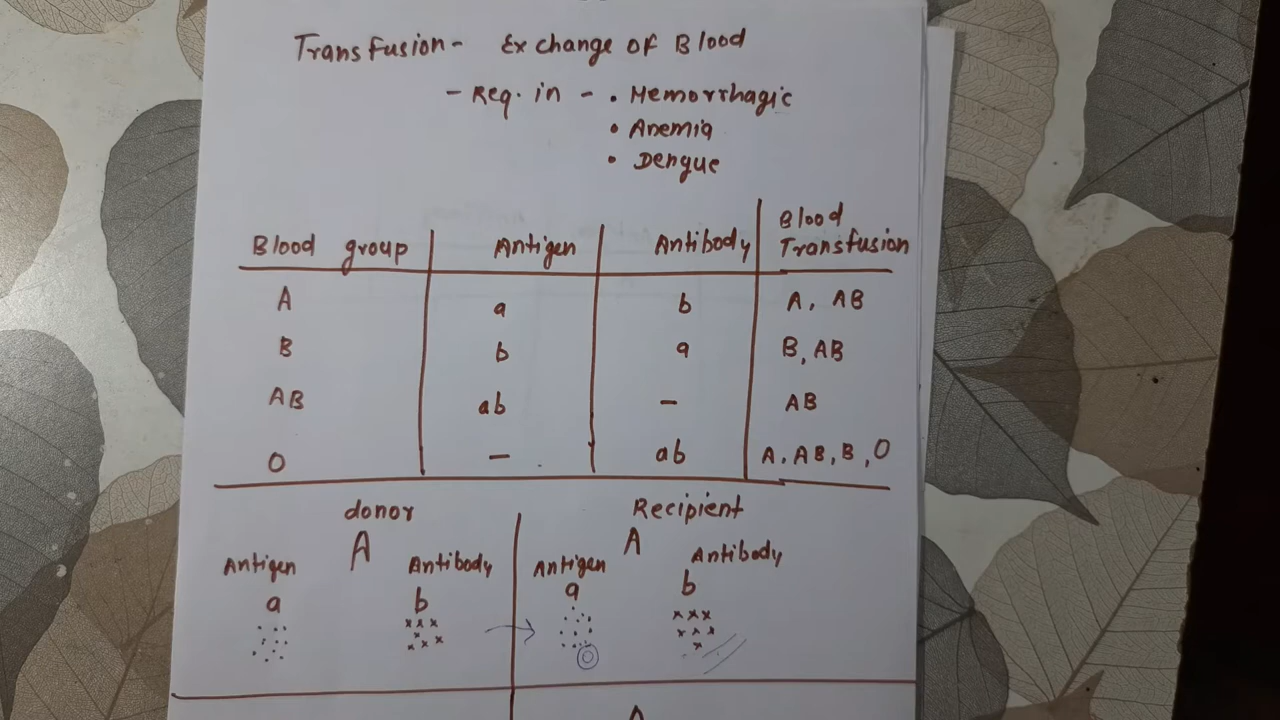 Transfusion - Exchange of Blood
- Req. in - • Hemorrhagic
• Anemia
• Dengue
Blood group Antigen Antibody Blood Transfusion
A a b A, AB
B b a B, AB
AB ab - AB
O - ab A, AB, B, O
donor Recipient
A A
Antigen Antibody Antigen Antibody
a b a b